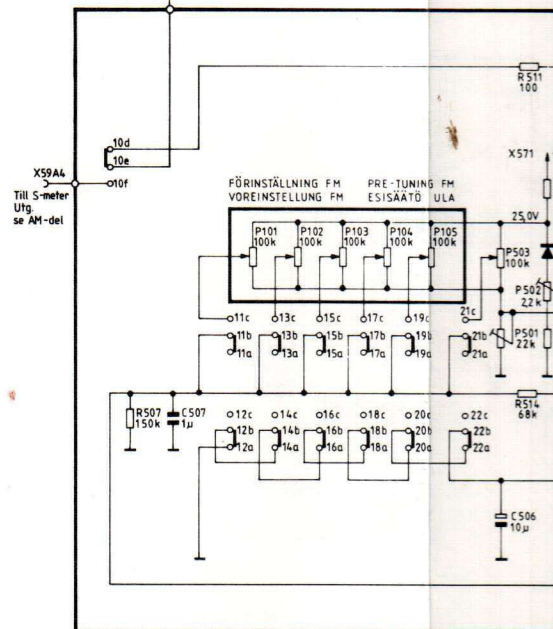 R511
100
10d
10e
10f
X59A4
Till S-meter
Utg.
se AM-del
X571
FÖRINSTÄLLNING FM PRE-TUNING FM
VOREINSTELLUNG FM ESISÄÄTÖ ULA
25,0V
P101
100k
P102
100k
P103
100k
P104
100k
P105
100k
P503
100k
P502
2,2k
P501
22k
11c 13c 15c 17c 19c 21c
11b 13b 15b 17b 19b 21b
11a 13a 15a 17a 19a 21a
R507
150k
C507
1µ
R514
68k
12c 14c 16c 18c 20c 22c
12b 14b 16b 18b 20b 22b
12a 14a 16a 18a 20a 22a
C506
10µ